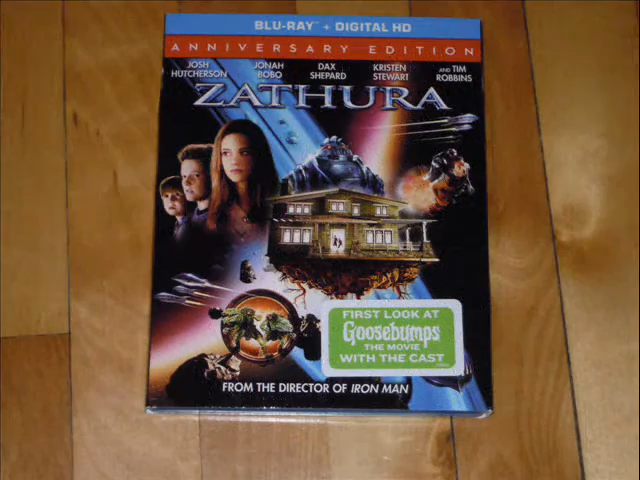 BLU-RAY™ + DIGITAL HD
ANNIVERSARY EDITION
JOSH HUTCHERSON JONAH BOBO DAX SHEPARD KRISTEN STEWART AND TIM ROBBINS
ZATHURA
FIRST LOOK AT
Goosebumps
THE MOVIE
WITH THE CAST
FROM THE DIRECTOR OF IRON MAN